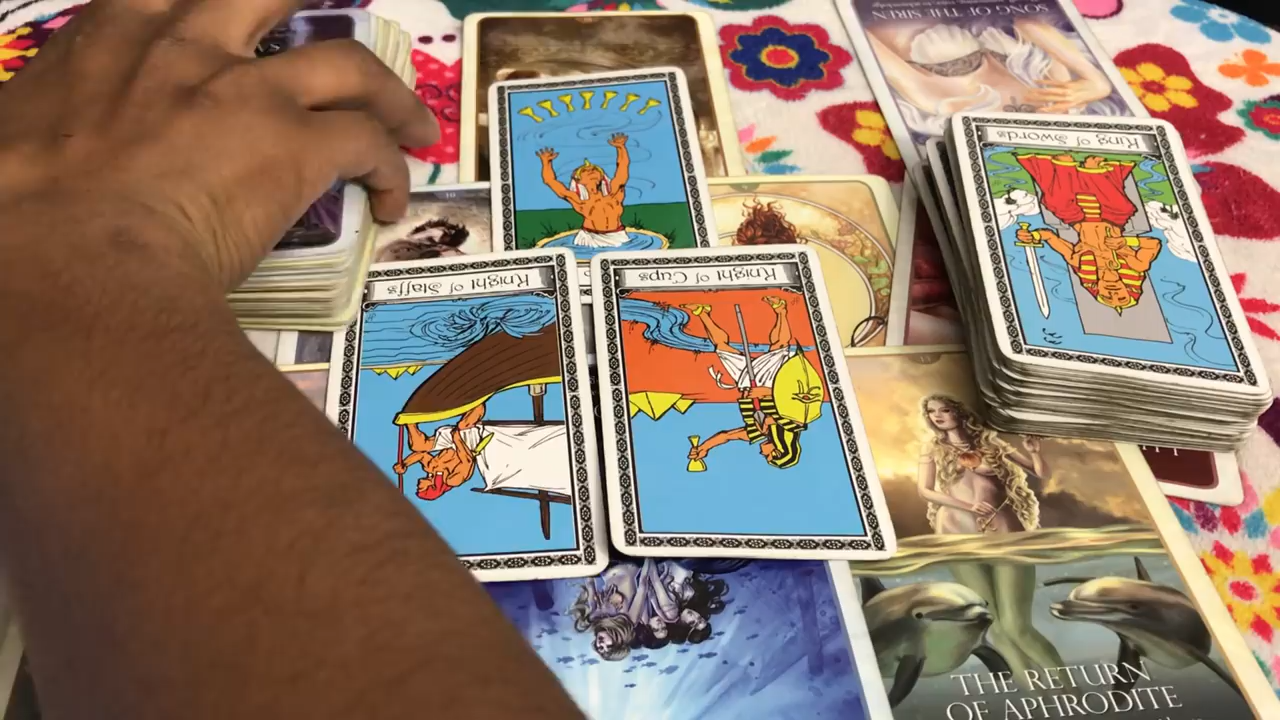 SONG OF THE SIREN
King of Swords
Knight of Staffs
Knight of Cups
THE RETURN
OF APHRODITE